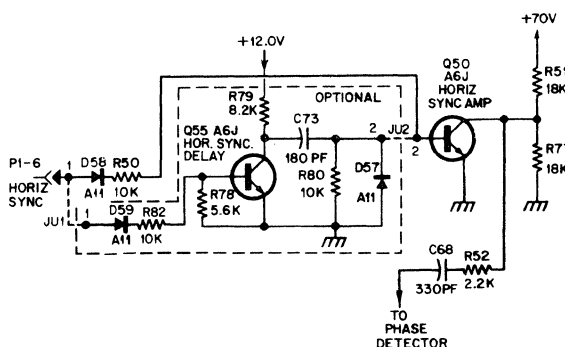 +70V
+12.0V
Q50
A6J
HORIZ
SYNC AMP
R51
18K
R79
8.2K
OPTIONAL
C73
180 PF
Q55 A6J
HOR. SYNC.
DELAY
2
JU2
2
R77
18K
P1-6
HORIZ
SYNC
D58
A11
R50
10K
R80
10K
D57
A11
1
JU1
1
D59
A11
R82
10K
R78
5.6K
C68
330PF
R52
2.2K
TO
PHASE
DETECTOR